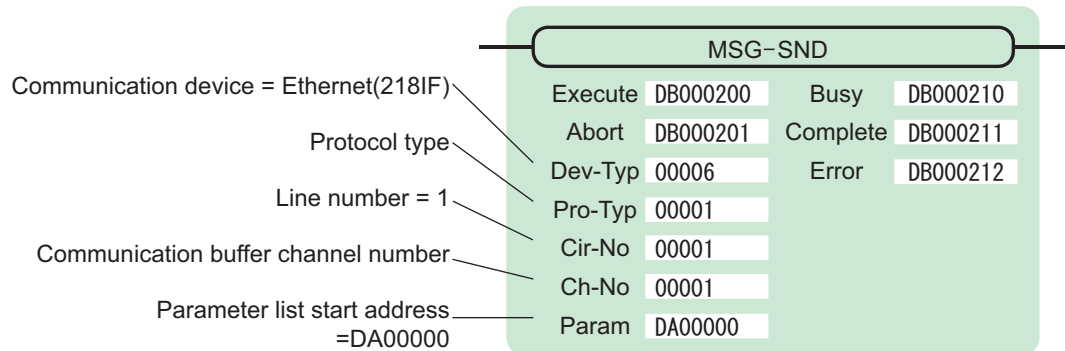 MSG-SND
Communication device = Ethernet(218IF)
Execute DB000200 Busy DB000210
Protocol type
Abort DB000201 Complete DB000211
Dev-Typ 00006 Error DB000212
Line number = 1
Pro-Typ 00001
Communication buffer channel number
Cir-No 00001
Ch-No 00001
Parameter list start address
=DA00000
Param DA00000